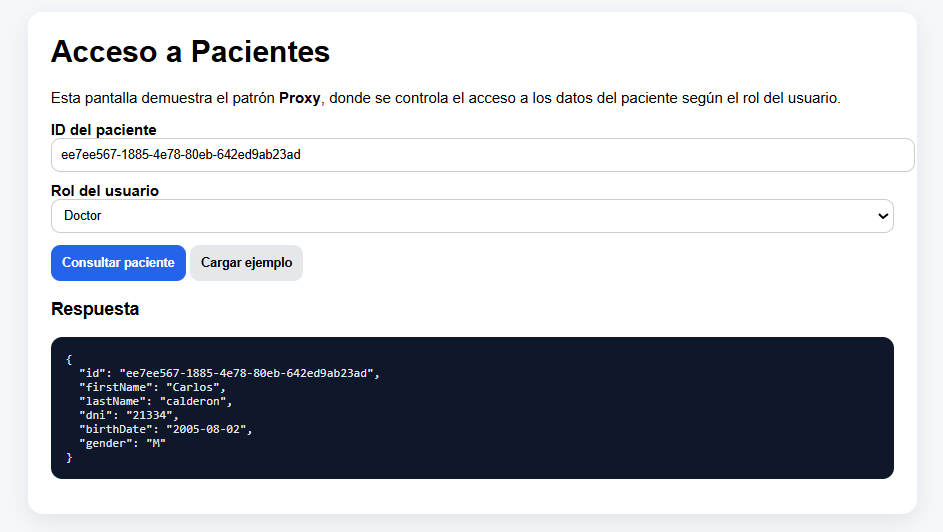 Acceso a Pacientes
Esta pantalla demuestra el patrón Proxy, donde se controla el acceso a los datos del paciente según el rol del usuario.
ID del paciente
ee7ee567-1885-4e78-80eb-642ed9ab23ad
Rol del usuario
Doctor
Consultar paciente Cargar ejemplo
Respuesta
{
  "id": "ee7ee567-1885-4e78-80eb-642ed9ab23ad",
  "firstName": "Carlos",
  "lastName": "calderon",
  "dni": "21334",
  "birthDate": "2005-08-02",
  "gender": "M"
}